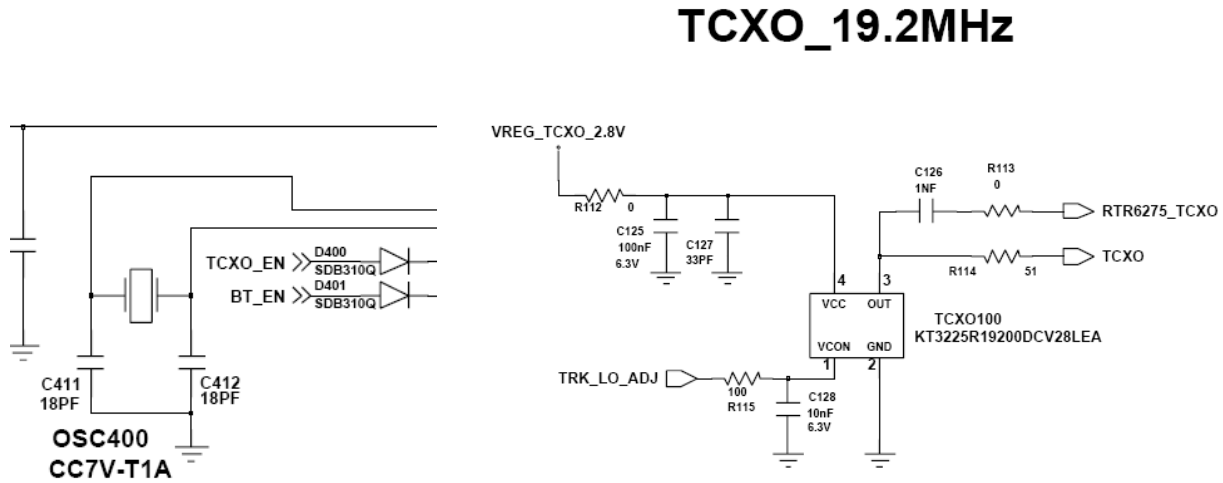 TCXO_19.2MHz
VREG_TCXO_2.8V
R112 0
C125
100nF
6.3V
C127
33PF
C126
1NF
R113
0
RTR6275_TCXO
R114 51
TCXO
4 3
VCC OUT
VCON GND
1 2
TCXO100
KT3225R19200DCV28LEA
TRK_LO_ADJ
100
R115
C128
10nF
6.3V
TCXO_EN
D400
SDB310Q
BT_EN
D401
SDB310Q
C411
18PF
C412
18PF
OSC400
CC7V-T1A